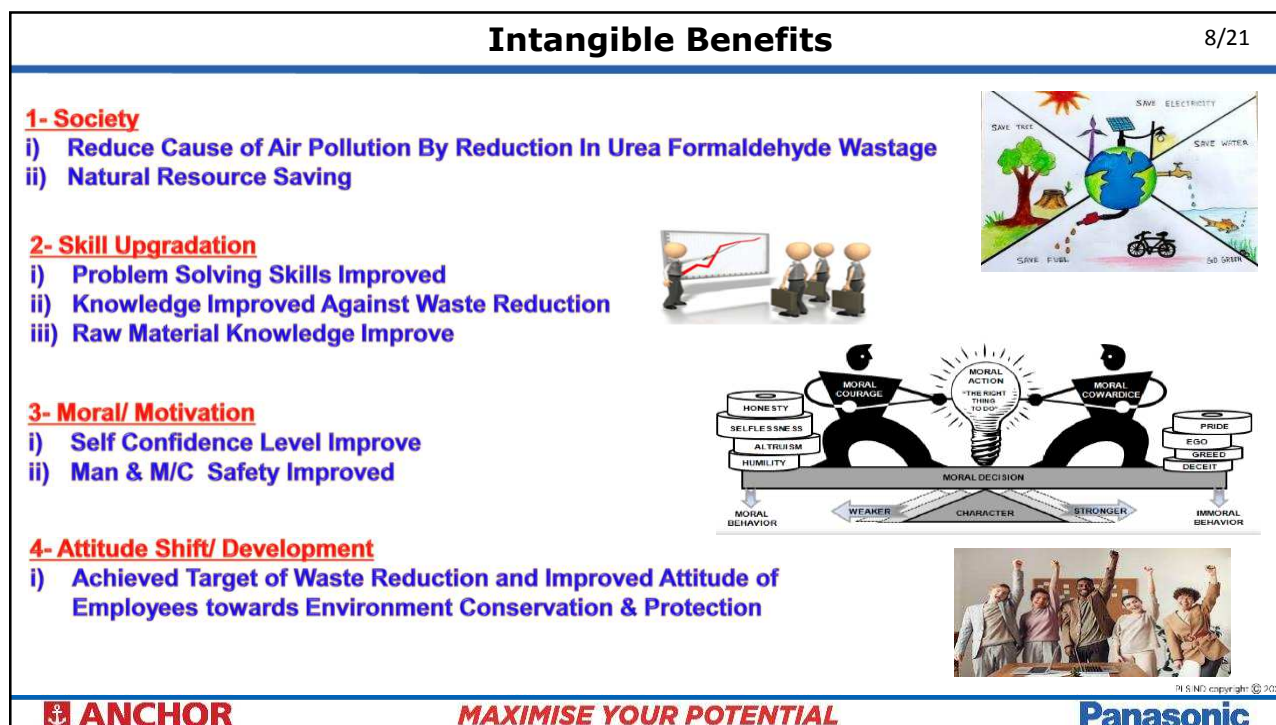 Intangible Benefits
8/21
1- Society
i) Reduce Cause of Air Pollution By Reduction In Urea Formaldehyde Wastage
ii) Natural Resource Saving
SAVE ELECTRICITY
SAVE TREE
SAVE WATER
SAVE FUEL
GO GREEN
2- Skill Upgradation
i) Problem Solving Skills Improved
ii) Knowledge Improved Against Waste Reduction
iii) Raw Material Knowledge Improve
3- Moral/ Motivation
i) Self Confidence Level Improve
ii) Man & M/C Safety Improved
MORAL
COURAGE
MORAL
ACTION
"THE RIGHT
THING
TO DO"
MORAL
COWARDICE
HONESTY
SELFLESSNESS
ALTRUISM
HUMILITY
PRIDE
EGO
GREED
DECEIT
MORAL DECISION
MORAL
BEHAVIOR
WEAKER
CHARACTER
STRONGER
IMMORAL
BEHAVIOR
4- Attitude Shift/ Development
i) Achieved Target of Waste Reduction and Improved Attitude of
Employees towards Environment Conservation & Protection
copyright ©
ANCHOR
MAXIMISE YOUR POTENTIAL
Panasonic